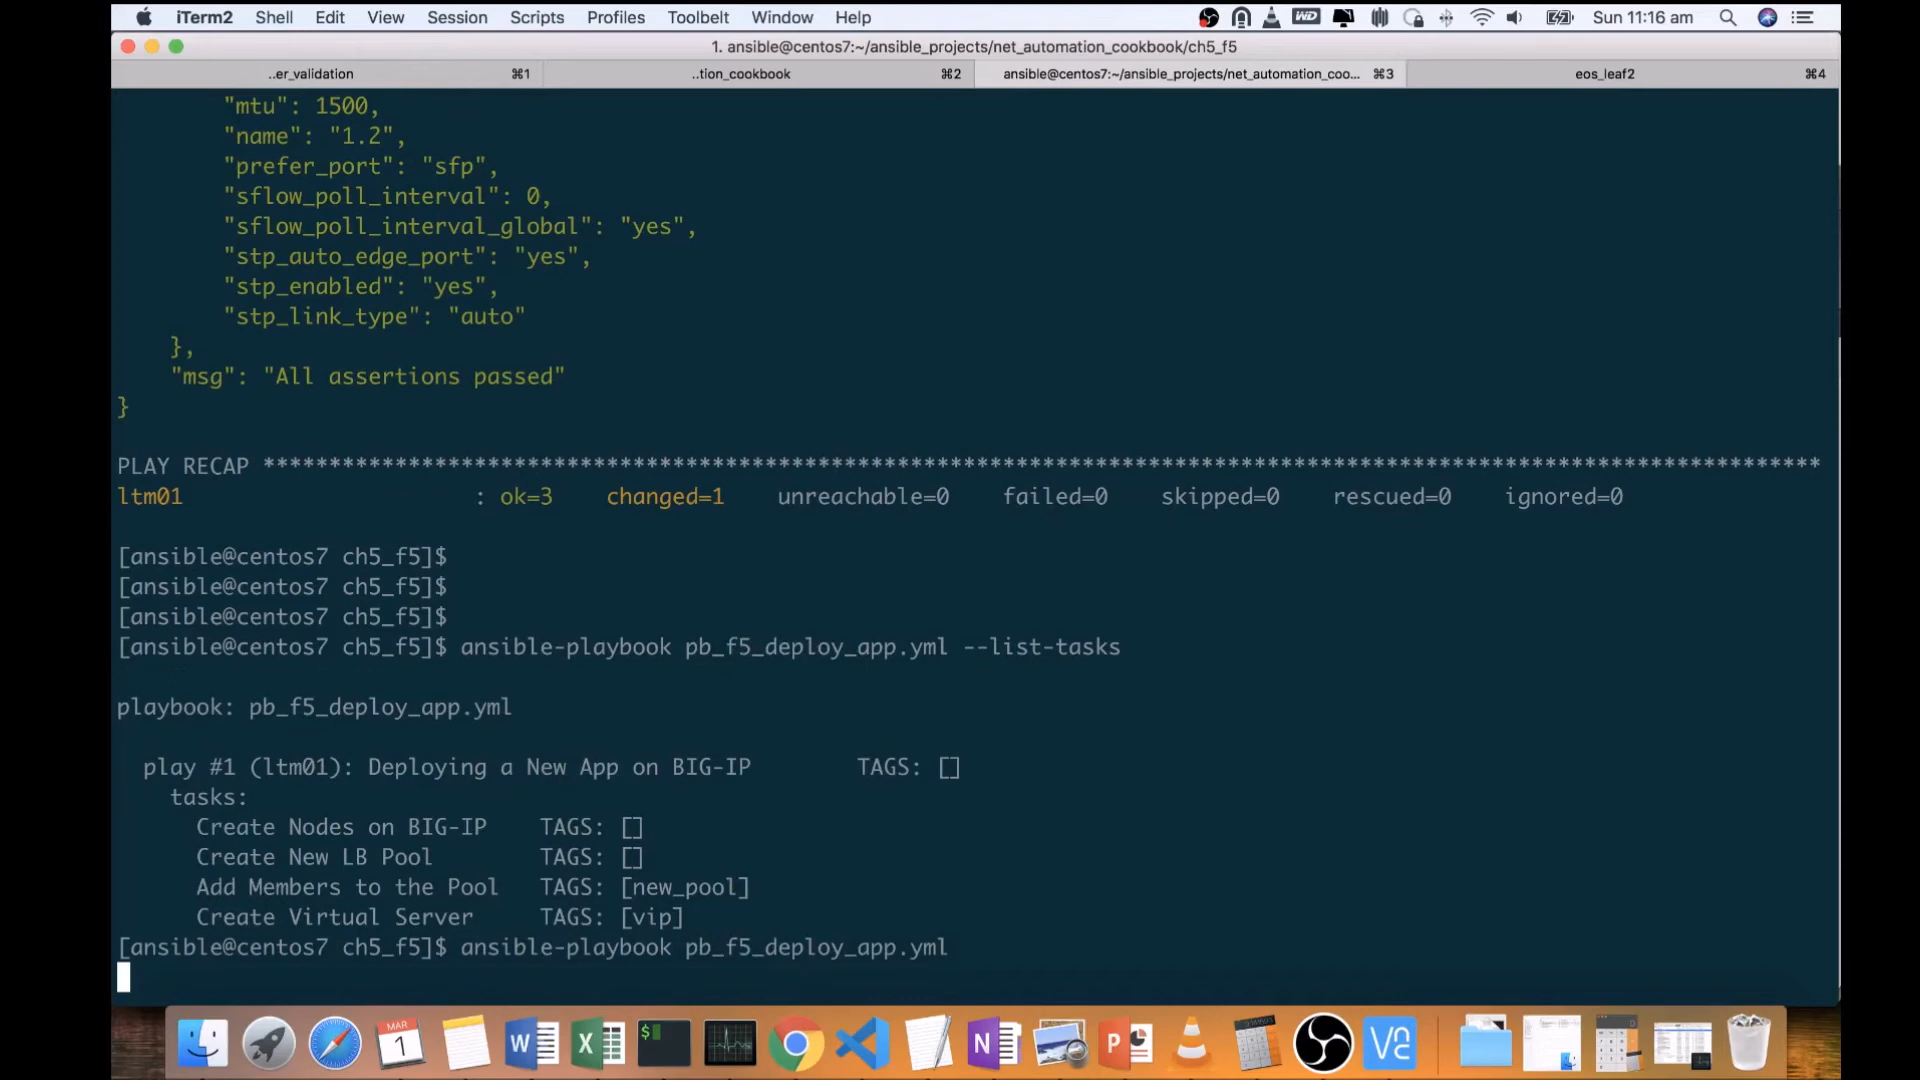 iTerm2 Shell Edit View Session Scripts Profiles Toolbelt Window Help WD Sun 11:16 am
1. ansible@centos7:~/ansible_projects/net_automation_cookbook/ch5_f5
..er_validation ⌘1 ..tion_cookbook ⌘2 ansible@centos7:~/ansible_projects/net_automation_coo... ⌘3 eos_leaf2 ⌘4
"mtu": 1500,
"name": "1.2",
"prefer_port": "sfp",
"sflow_poll_interval": 0,
"sflow_poll_interval_global": "yes",
"stp_auto_edge_port": "yes",
"stp_enabled": "yes",
"stp_link_type": "auto"
},
"msg": "All assertions passed"
}
PLAY RECAP **********************************************************************************************************************
ltm01 : ok=3 changed=1 unreachable=0 failed=0 skipped=0 rescued=0 ignored=0
[ansible@centos7 ch5_f5]$
[ansible@centos7 ch5_f5]$
[ansible@centos7 ch5_f5]$
[ansible@centos7 ch5_f5]$ ansible-playbook pb_f5_deploy_app.yml --list-tasks
playbook: pb_f5_deploy_app.yml
play #1 (ltm01): Deploying a New App on BIG-IP TAGS: []
tasks:
Create Nodes on BIG-IP TAGS: []
Create New LB Pool TAGS: []
Add Members to the Pool TAGS: [new_pool]
Create Virtual Server TAGS: [vip]
[ansible@centos7 ch5_f5]$ ansible-playbook pb_f5_deploy_app.yml
MAR
1
W X $ N P V2